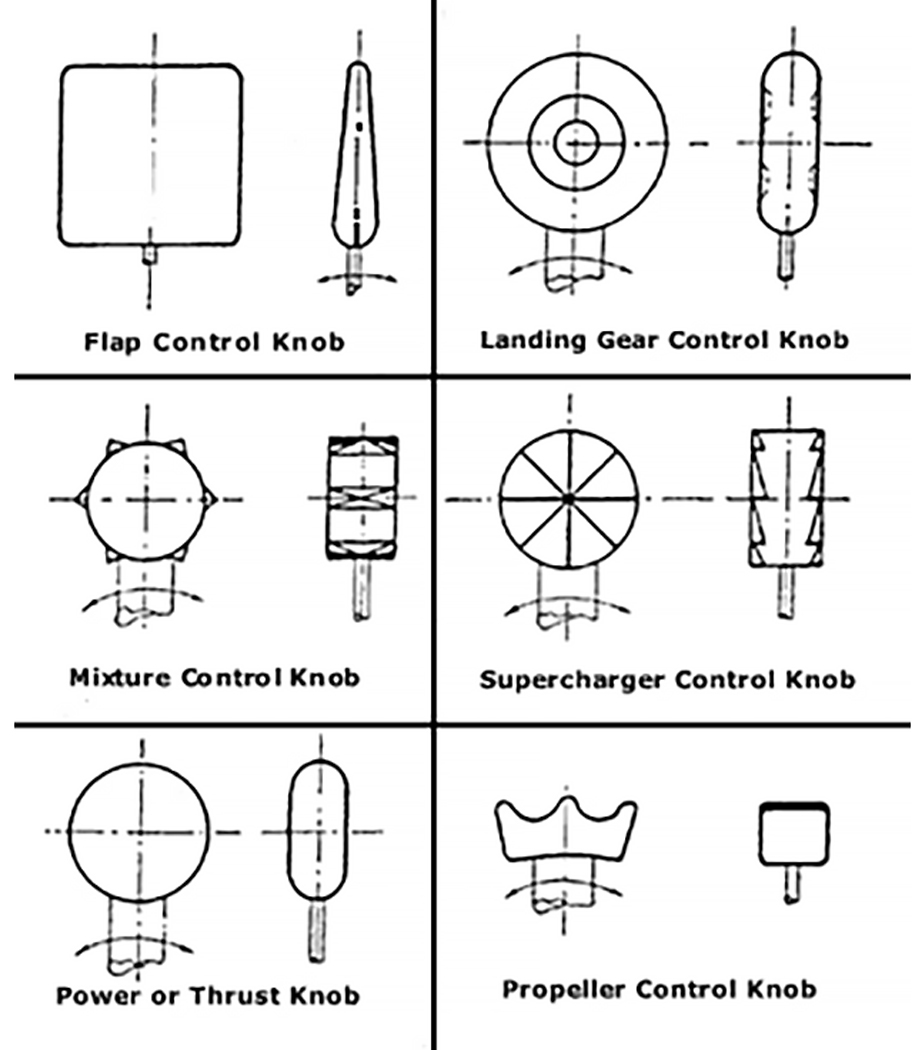 Flap Control Knob
Landing Gear Control Knob
Mixture Control Knob
Supercharger Control Knob
Power or Thrust Knob
Propeller Control Knob